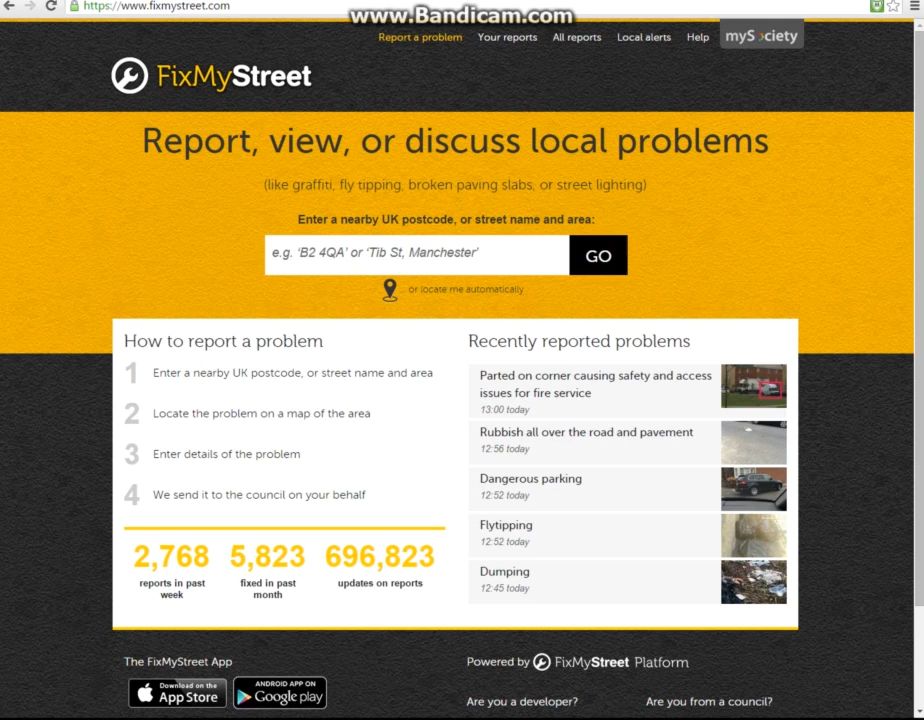 https://www.fixmystreet.com
www.Bandicam.com
Report a problem Your reports All reports Local alerts Help mySociety
FixMyStreet
Report, view, or discuss local problems
(like graffiti, fly tipping, broken paving slabs, or street lighting)
Enter a nearby UK postcode, or street name and area:
e.g. ‘B2 4QA’ or ‘Tib St, Manchester’ GO
... or locate me automatically
How to report a problem
1 Enter a nearby UK postcode, or street name and area
2 Locate the problem on a map of the area
3 Enter details of the problem
4 We send it to the council on your behalf
2,768 5,823 696,823
reports in past fixed in past updates on reports
week month
Recently reported problems
Parted on corner causing safety and access
issues for fire service
13:00 today
Rubbish all over the road and pavement
12:56 today
Dangerous parking
12:52 today
Flytipping
12:52 today
Dumping
12:45 today
The FixMyStreet App
Download on the
App Store
ANDROID APP ON
Google play
Powered by FixMyStreet Platform
Are you a developer? Are you from a council?